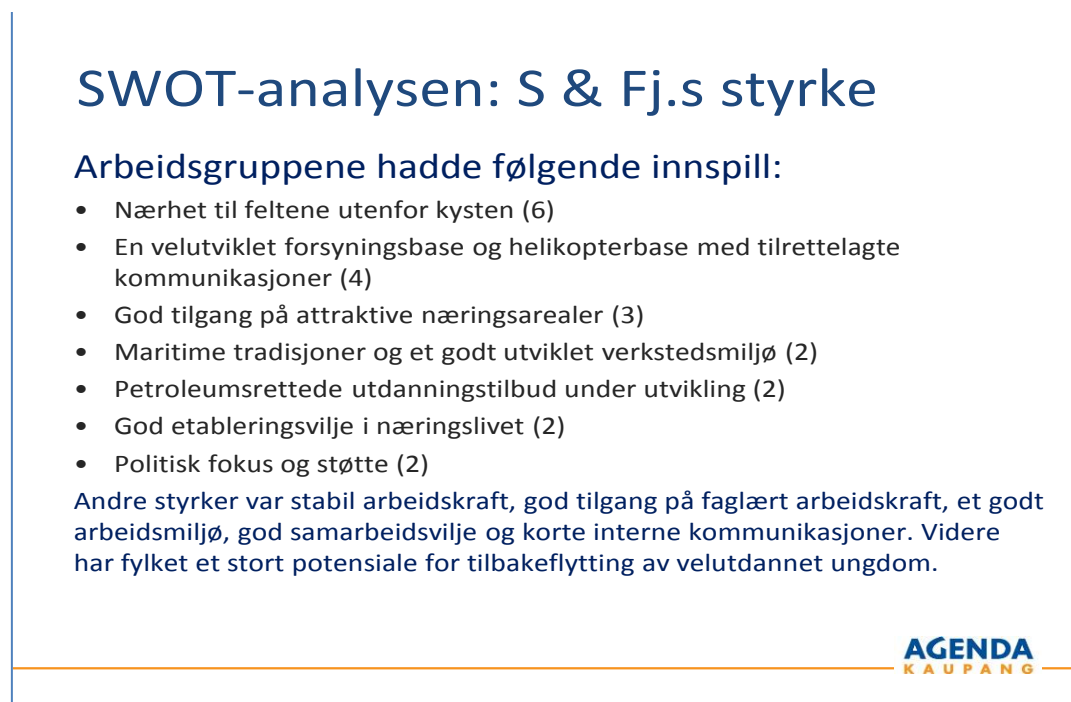 SWOT-analysen: S & Fj.s styrke
Arbeidsgruppene hadde følgende innspill:
• Nærhet til feltene utenfor kysten (6)
• En velutviklet forsyningsbase og helikopterbase med tilrettelagte
kommunikasjoner (4)
• God tilgang på attraktive næringsarealer (3)
• Maritime tradisjoner og et godt utviklet verkstedsmiljø (2)
• Petroleumsrettede utdanningstilbud under utvikling (2)
• God etableringsvilje i næringslivet (2)
• Politisk fokus og støtte (2)
Andre styrker var stabil arbeidskraft, god tilgang på faglært arbeidskraft, et godt
arbeidsmiljø, god samarbeidsvilje og korte interne kommunikasjoner. Videre
har fylket et stort potensiale for tilbakeflytting av velutdannet ungdom.
AGENDA
KAUPANG